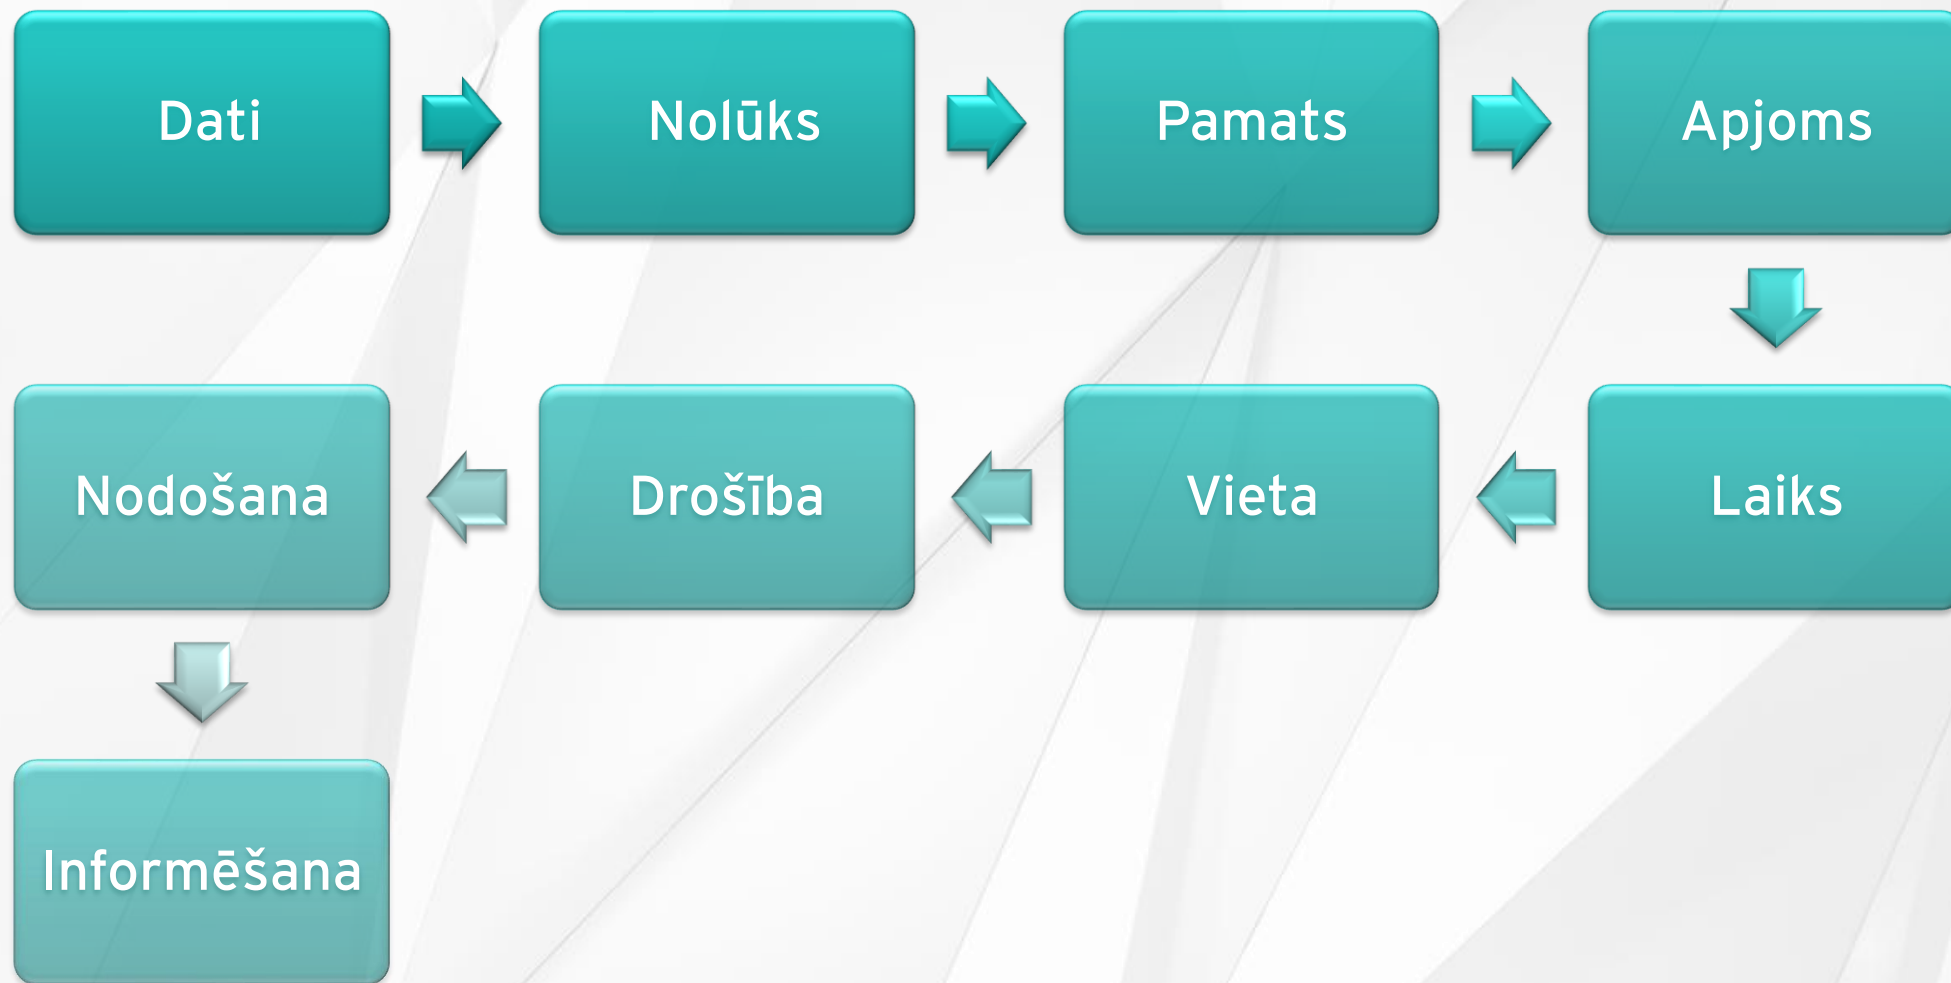 Dati
Nolūks
Pamats
Apjoms
Laiks
Vieta
Drošība
Nodošana
Informēšana